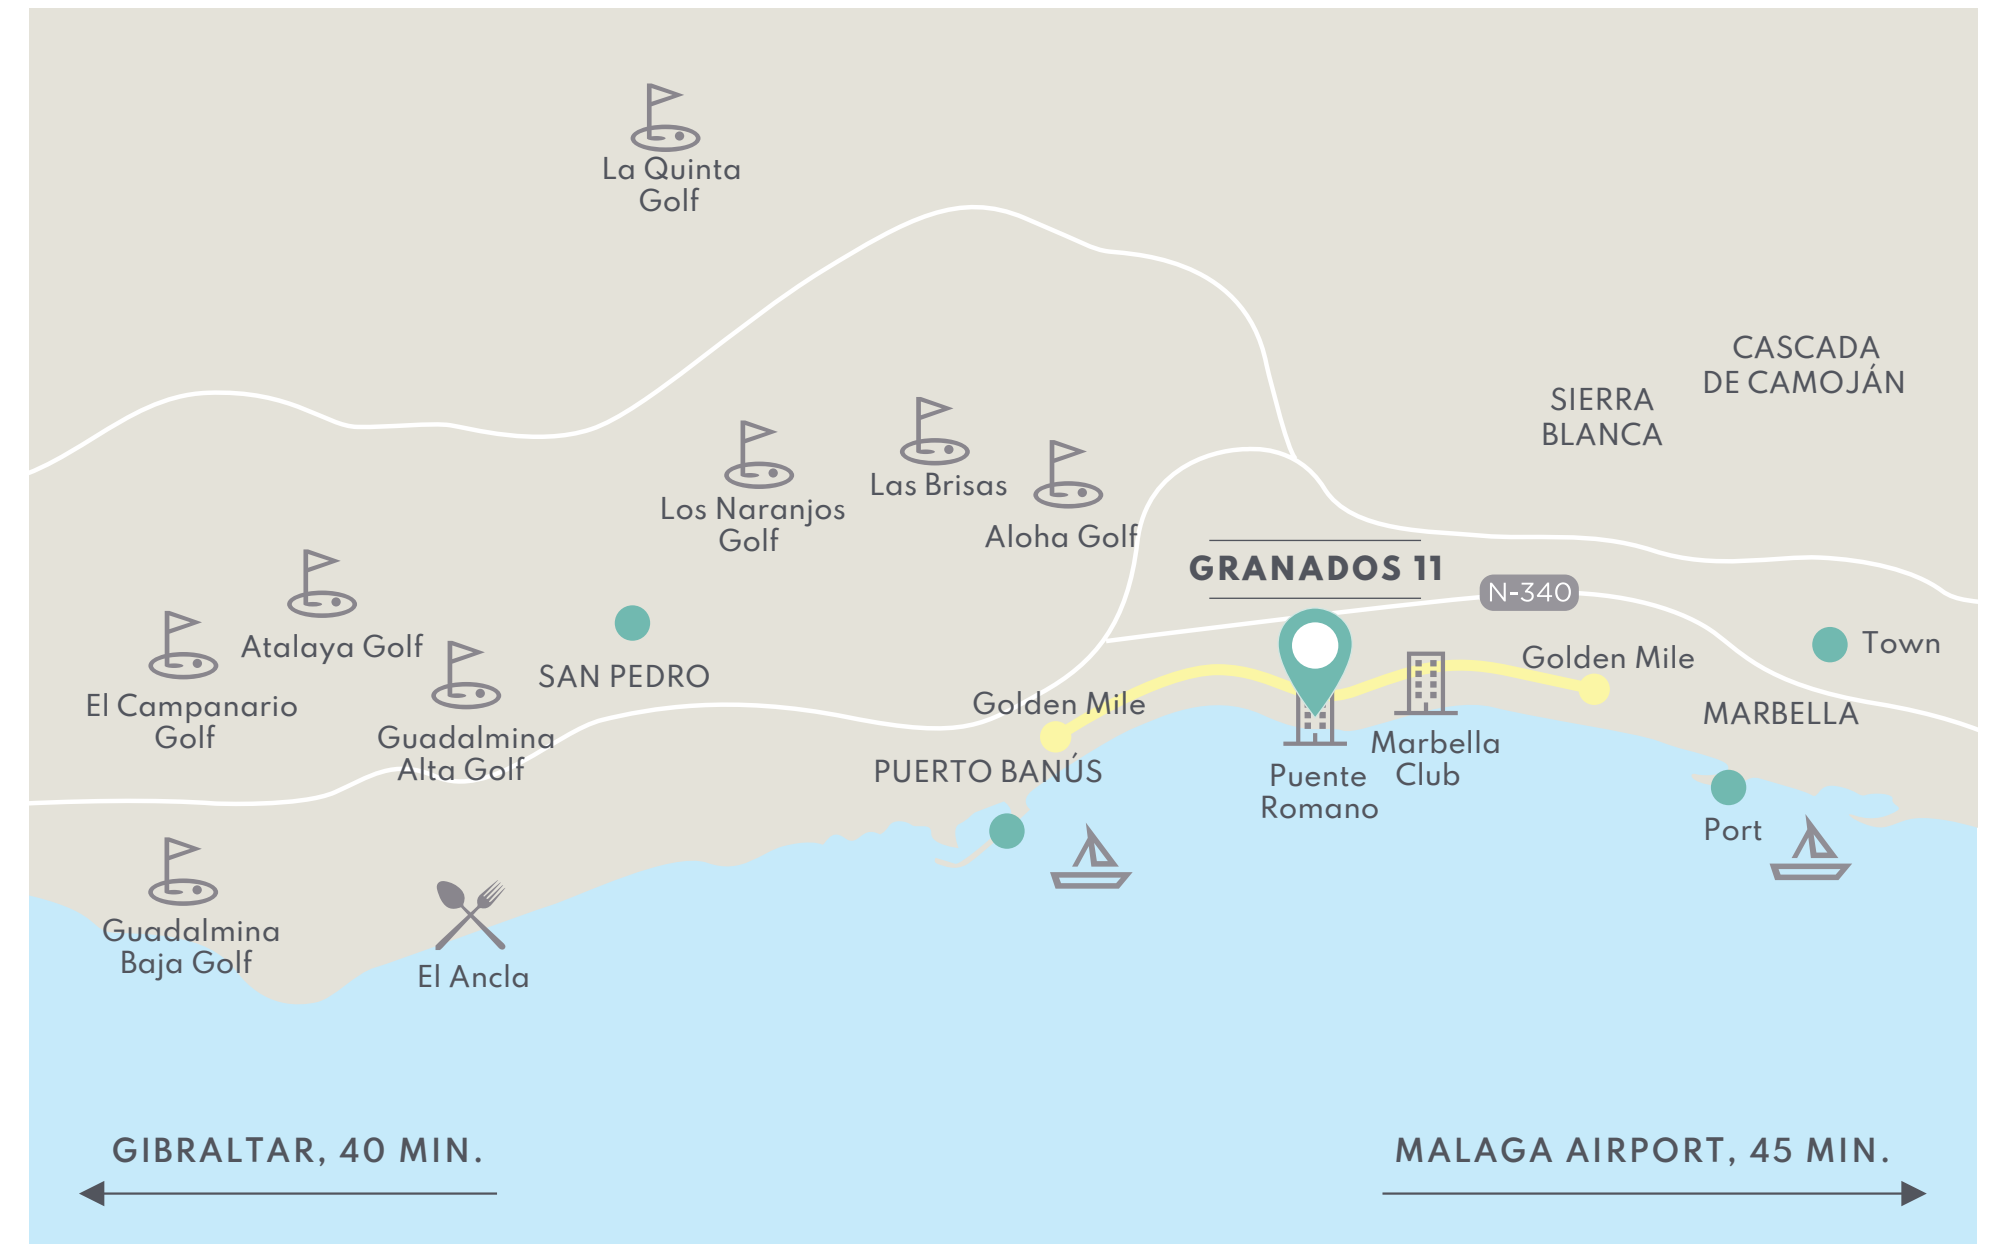 La Quinta
Golf
CASCADA
DE CAMOJÁN
SIERRA
BLANCA
Los Naranjos
Golf
Las Brisas
Aloha Golf
GRANADOS 11
N-340
Atalaya Golf
El Campanario
Golf
Guadalmina
Alta Golf
SAN PEDRO
Golden Mile
Golden Mile
Town
MARBELLA
PUERTO BANÚS
Puente
Romano
Marbella
Club
Port
Guadalmina
Baja Golf
El Ancla
GIBRALTAR, 40 MIN.
MALAGA AIRPORT, 45 MIN.